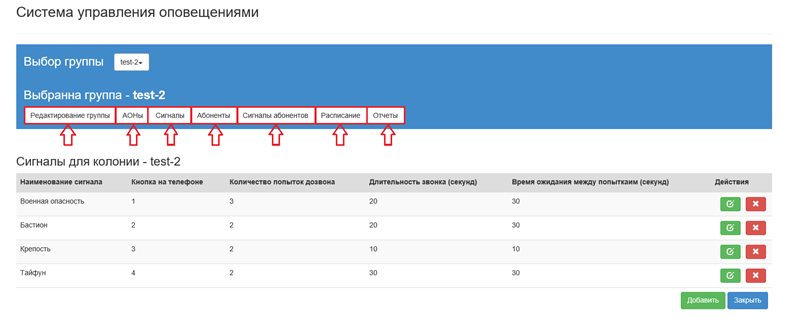 Система управления оповещениями
Выбор группы test-2
Выбранна группа - test-2
Редактирование группы АОНы Сигналы Абоненты Сигналы абонентов Расписание Отчеты
Сигналы для колонии - test-2
Наименование сигнала Кнопка на телефоне Количество попыток дозвона Длительность звонка (секунд) Время ожидания между попытками (секунд) Действия
Военная опасность 1 3 20 30
Бастион 2 2 20 30
Крепость 3 2 10 10
Тайфун 4 2 30 30
Добавить Закрыть